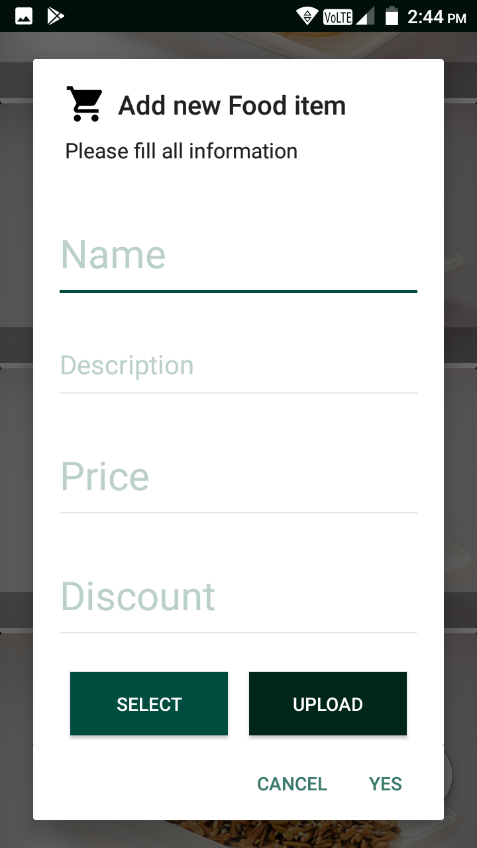 VoLTE 2:44 PM
Add new Food item
Please fill all information
Name
Description
Price
Discount
SELECT UPLOAD
CANCEL YES